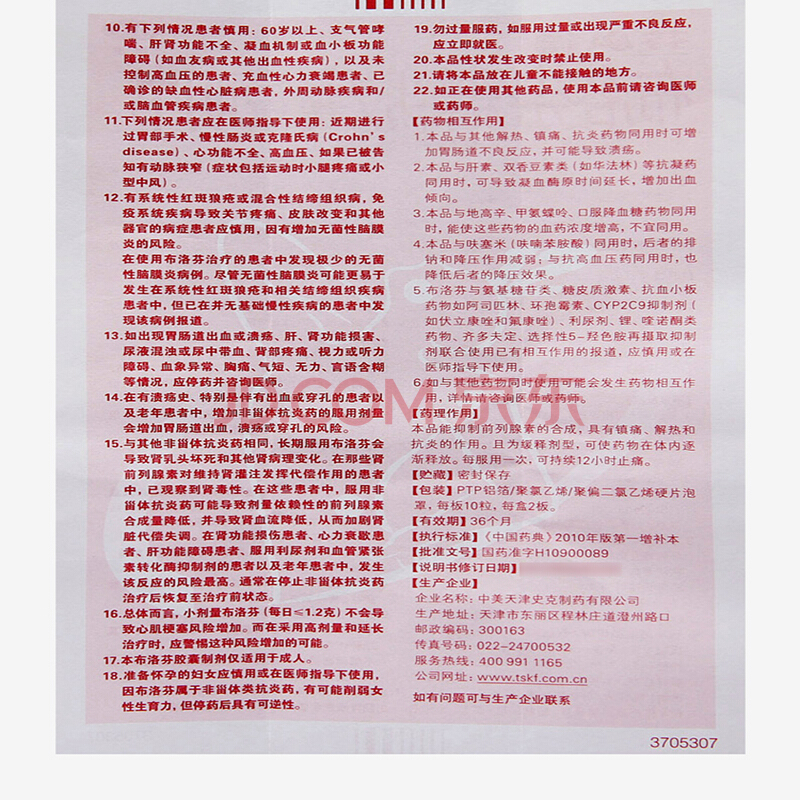 10.有下列情况患者慎用：60岁以上、支气管哮
喘、肝肾功能不全、凝血机制或血小板功能
障碍（如血友病或其他出血性疾病），以及未
控制高血压的患者、充血性心力衰竭患者、已
确诊的缺血性心脏病患者，外周动脉疾病和/
或脑血管疾病患者。
11.下列情况患者应在医师指导下使用：近期进行
过胃部手术、慢性肠炎或克隆氏病（Crohn's
disease）、心功能不全、高血压、如果已被告
知有动脉狭窄（症状包括运动时小腿疼痛或小
型中风）。
12.有系统性红斑狼疮或混合性结缔组织病，免
疫系统疾病导致关节疼痛、皮肤改变和其他
器官的病症患者应慎用，因有增加无菌性脑膜
炎的风险。
在使用布洛芬治疗的患者中发现极少的无菌
性脑膜炎病例。尽管无菌性脑膜炎可能更易于
发生在系统性红斑狼疮和相关结缔组织疾病
患者中，但已在并无基础慢性疾病的患者中发
现该病例报道。
13.如出现胃肠道出血或溃疡、肝、肾功能损害、
尿液混浊或尿中带血、背部疼痛、视力或听力
障碍、血象异常、胸痛、气短、无力、言语含糊
等情况，应停药并咨询医师。
14.在有溃疡史、特别是伴有出血或穿孔的患者以
及老年患者中，增加非甾体抗炎药的服用剂量
会增加胃肠道出血，溃疡或穿孔的风险。
15.与其他非甾体抗炎药相同，长期服用布洛芬会
导致肾乳头坏死和其他肾病理变化。在那些肾
前列腺素对维持肾灌注发挥代偿作用的患者
中，已观察到肾毒性。在这些患者中，服用非
甾体抗炎药可能导致剂量依赖性的前列腺素
合成量降低，并导致肾血流降低，从而加剧肾
脏代偿失调。在肾功能损伤患者、心力衰歇患
者、肝功能障碍患者、服用利尿剂和血管紧张
素转化酶抑制剂的患者以及老年患者中，发生
该反应的风险最高。通常在停止非甾体抗炎药
治疗后恢复至治疗前状态。
16.总体而言，小剂量布洛芬（每日≤1.2克）不会导
致心肌梗塞风险增加。而在采用高剂量和延长
治疗时，应警惕这种风险增加的可能。
17.本布洛芬胶囊制剂仅适用于成人。
18.准备怀孕的妇女应慎用或在医师指导下使用，
因布洛芬属于非甾体类抗炎药，有可能削弱女
性生育力，但停药后具有可逆性。
19.勿过量服药，如服用过量或出现严重不良反应，
应立即就医。
20.本品性状发生改变时禁止使用。
21.请将本品放在儿童不能接触的地方。
22.如正在使用其他药品，使用本品前请咨询医师
或药师。
【药物相互作用】
1.本品与其他解热、镇痛、抗炎药物同用时可增
加胃肠道不良反应，并可能导致溃疡。
2.本品与肝素、双香豆素类（如华法林）等抗凝药
同用时，可导致凝血酶原时间延长，增加出血
倾向。
3.本品与地高辛、甲氨蝶呤、口服降血糖药物同用
时，能使这些药物的血药浓度增高，不宜同用。
4.本品与呋塞米（呋喃苯胺酸）同用时，后者的排
钠和降压作用减弱；与抗高血压药同用时，也
降低后者的降压效果。
5.布洛芬与氨基糖苷类、糖皮质激素、抗血小板
药物如阿司匹林、环孢霉素、CYP2C9抑制剂（
如伏立康唑和氟康唑）、利尿剂、锂、喹诺酮类
药物、齐多夫定、选择性5-羟色胺再摄取抑制
剂联合使用已有相互作用的报道，应慎用或在
医师指导下使用。
6.如与其他药物同时使用可能会发生药物相互作
用，详情请咨询医师或药师。
【药理作用】
本品能抑制前列腺素的合成，具有镇痛、解热和
抗炎的作用。且为缓释剂型，可使药物在体内逐
渐释放。每服用一次，可持续12小时止痛。
【贮藏】密封保存
【包装】PTP铝箔/聚氯乙烯/聚偏二氯乙烯硬片泡
罩，每板10粒，每盒2板。
【有效期】36个月
【执行标准】《中国药典》2010年版第一增补本
【批准文号】国药准字H10900089
【说明书修订日期】
【生产企业】
企业名称：中美天津史克制药有限公司
生产地址：天津市东丽区程林庄道澄州路口
邮政编码：300163
传真号码：022-24700532
服务热线：400 991 1165
公司网址：www.tskf.com.cn
如有问题可与生产企业联系
3705307
JD.COM 京东